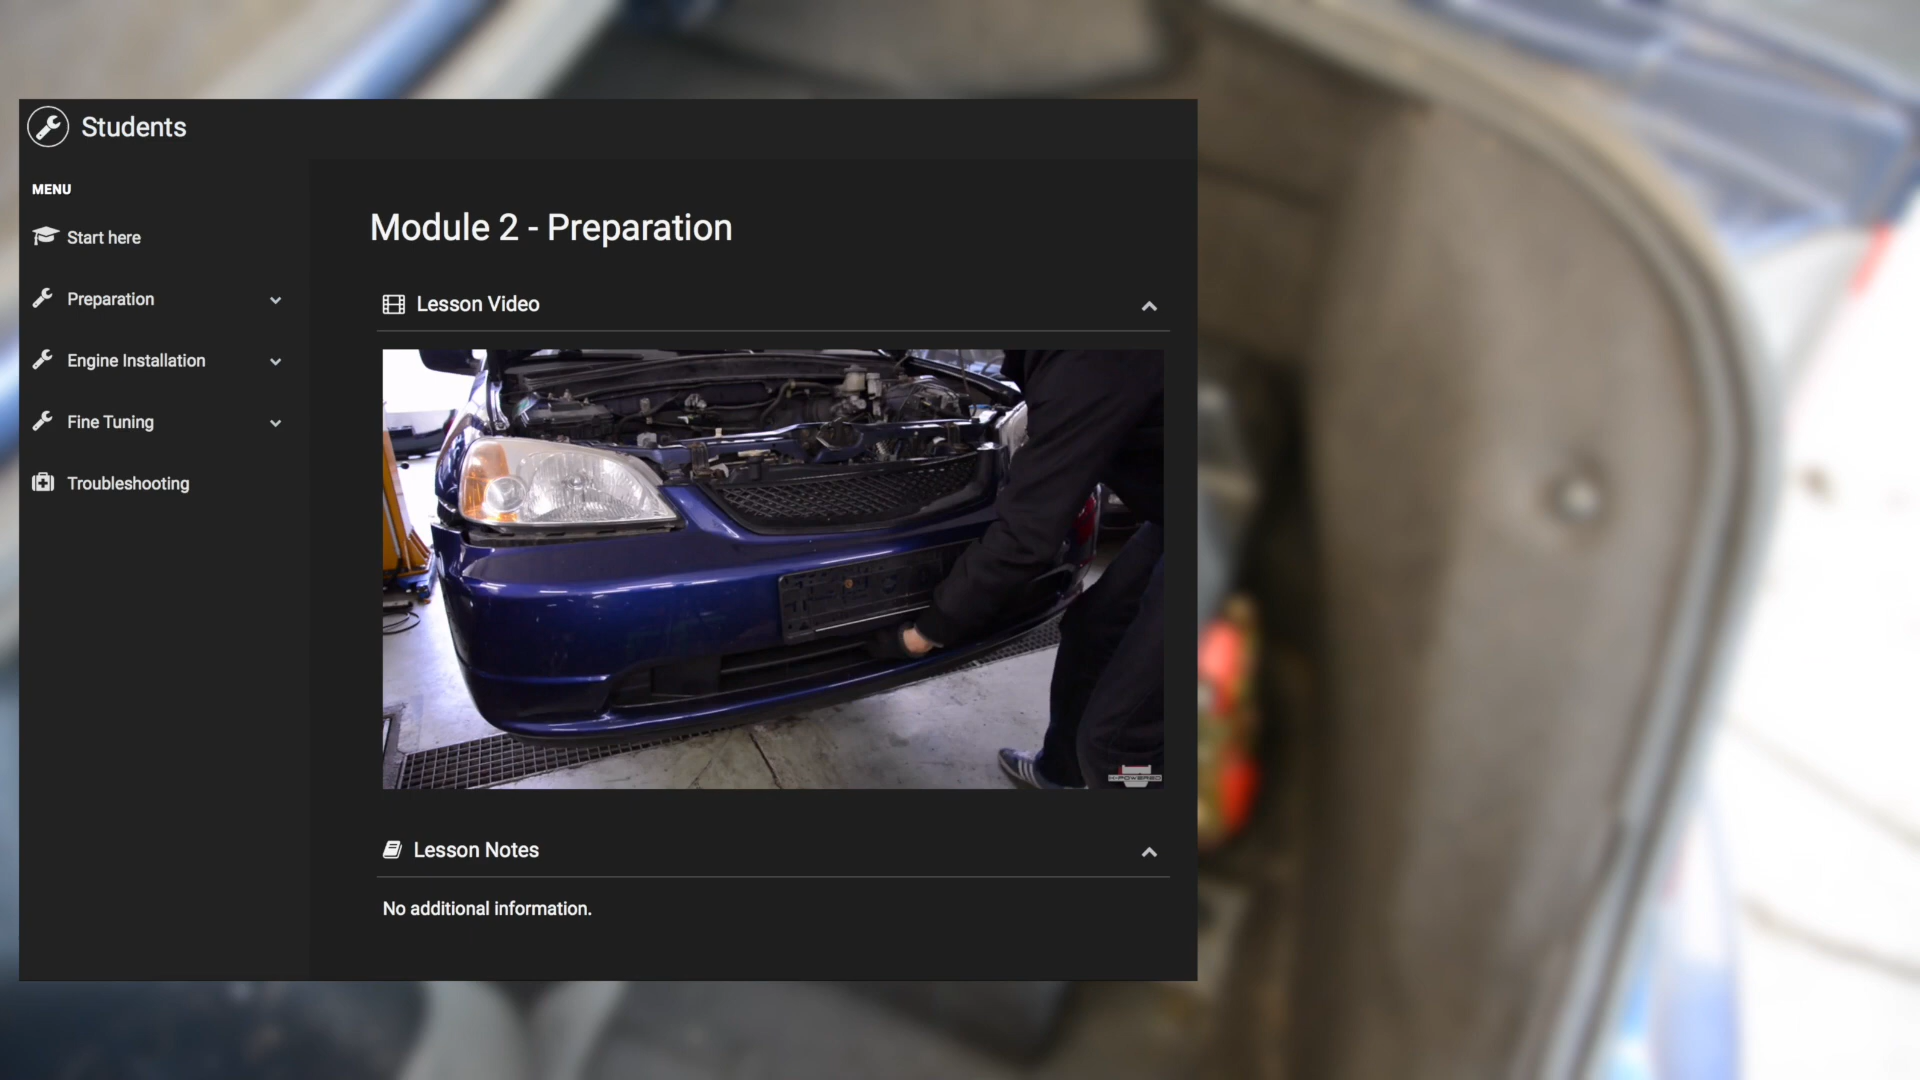 Students
MENU
Start here
Preparation
Engine Installation
Fine Tuning
Troubleshooting
Module 2 - Preparation
Lesson Video
K-POWERED
Lesson Notes
No additional information.